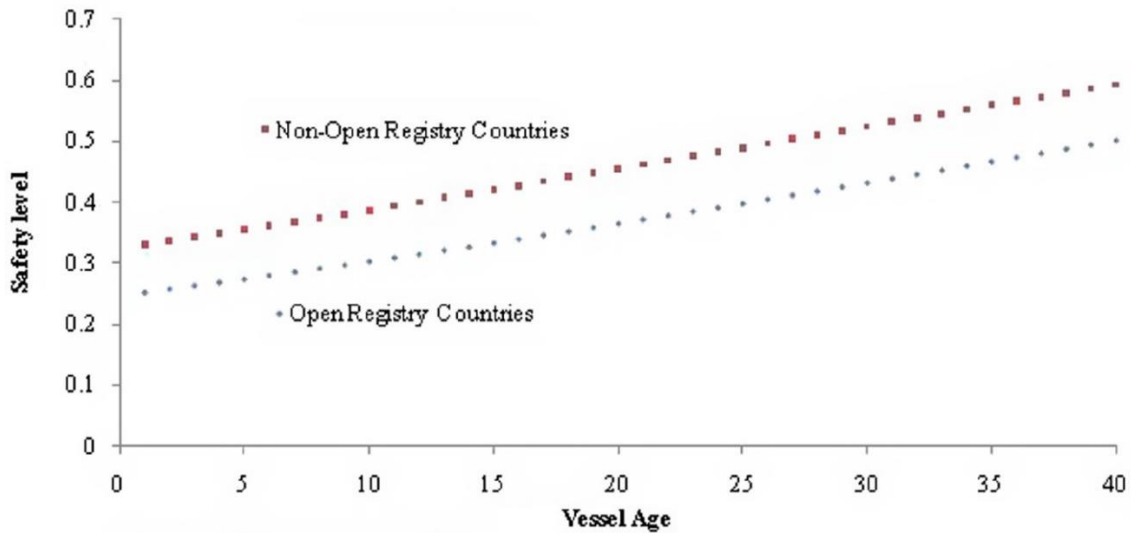 0.7
0.6
Non-Open Registry Countries
0.5
0.4
0.3
Open Registry Countries
0.2
0.1
0
Safety level
0 5 10 15 20 25 30 35 40
Vessel Age